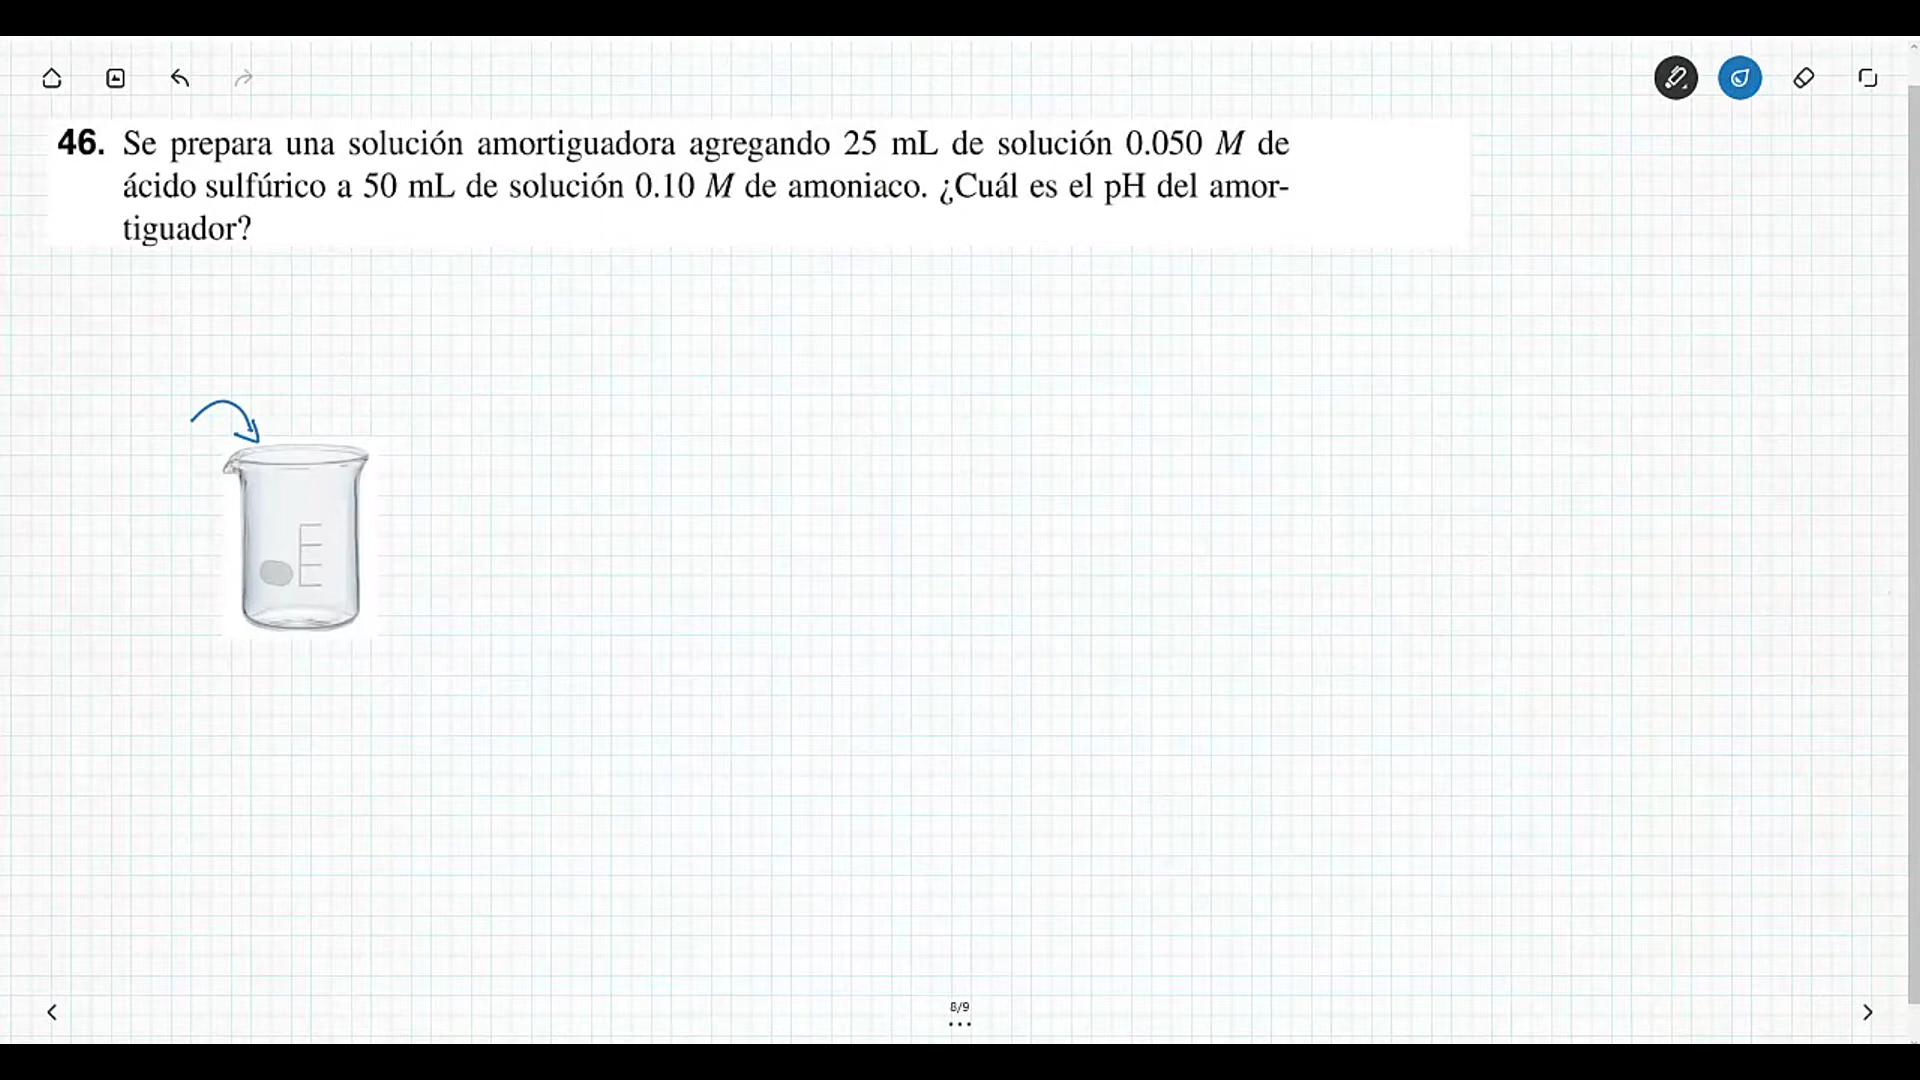 46. Se prepara una solución amortiguadora agregando 25 mL de solución 0.050 M de
ácido sulfúrico a 50 mL de solución 0.10 M de amoniaco. ¿Cuál es el pH del amor-
tiguador?
8/9